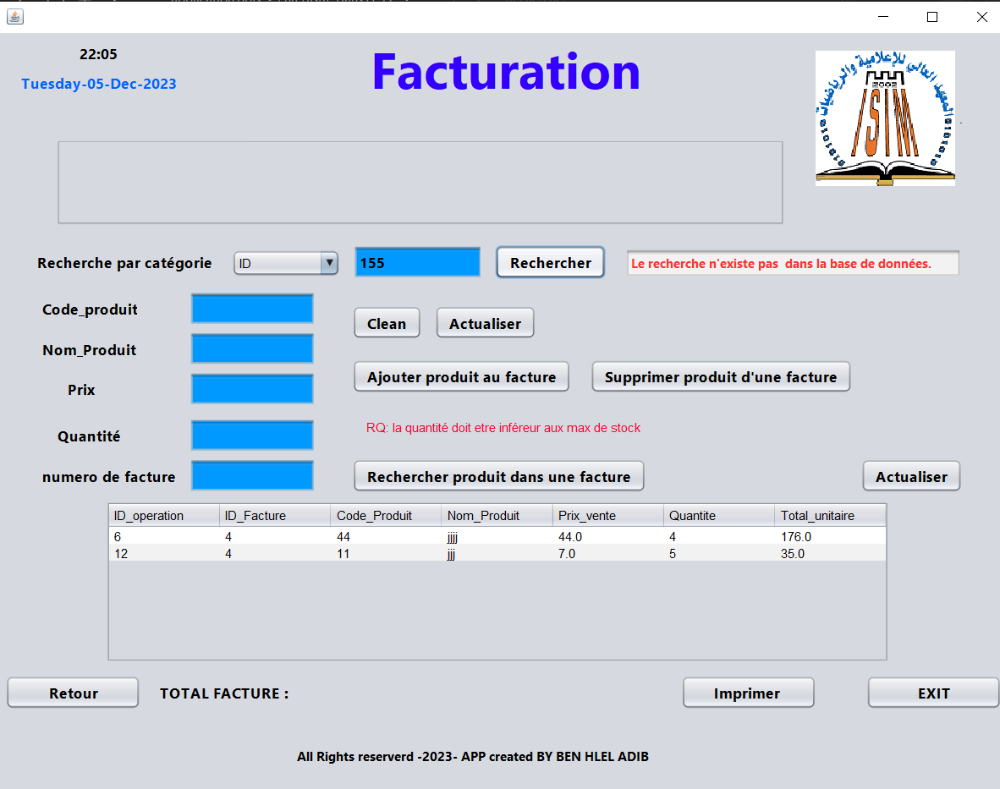 22:05
Tuesday-05-Dec-2023
Facturation
المعهد العالي للإعلامية والرياضيات
2002
ISIM
010101
0101010
Recherche par catégorie
ID
155
Rechercher
Le recherche n'existe pas  dans la base de données.
Code_produit
Clean
Actualiser
Nom_Produit
Ajouter produit au facture
Supprimer produit d'une facture
Prix
Quantité
RQ: la quantité doit etre inféreur aux max de stock
numero de facture
Rechercher produit dans une facture
Actualiser
ID_operation ID_Facture Code_Produit Nom_Produit Prix_vente Quantite Total_unitaire
6 4 44 jjjj 44.0 4 176.0
12 4 11 jjj 7.0 5 35.0
Retour
TOTAL FACTURE :
Imprimer
EXIT
All Rights reserverd -2023- APP created BY BEN HLEL ADIB